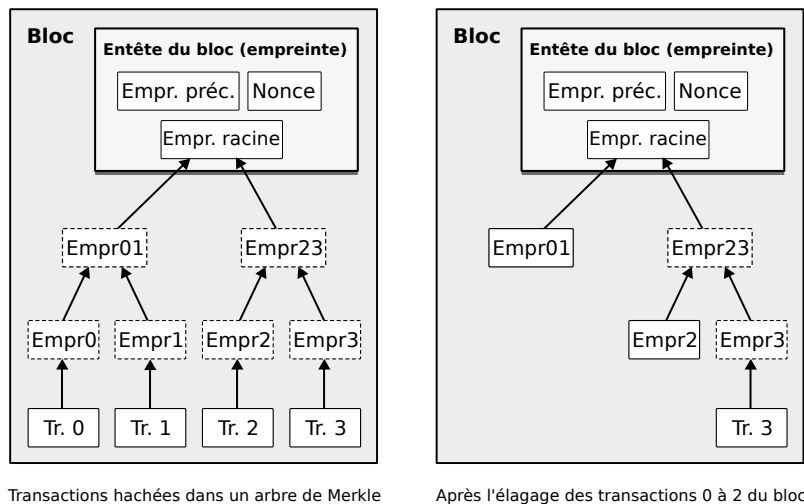 Bloc
Entête du bloc (empreinte)
Empr. préc.
Nonce
Empr. racine
Empr01
Empr23
Empr0
Empr1
Empr2
Empr3
Tr. 0
Tr. 1
Tr. 2
Tr. 3
Transactions hachées dans un arbre de Merkle
Bloc
Entête du bloc (empreinte)
Empr. préc.
Nonce
Empr. racine
Empr01
Empr23
Empr2
Empr3
Tr. 3
Après l'élagage des transactions 0 à 2 du bloc